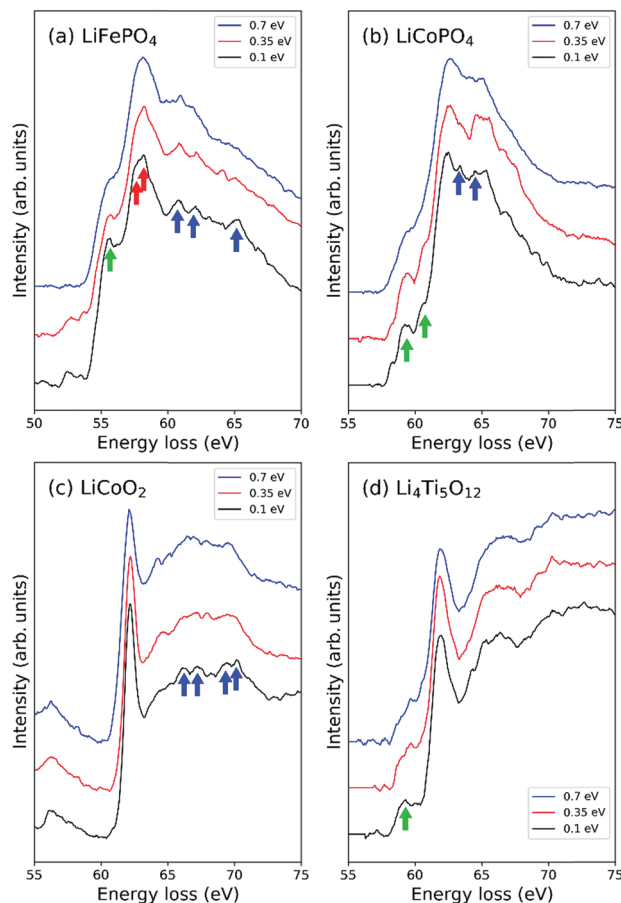 (a) LiFePO4
0.7 eV
0.35 eV
0.1 eV
Intensity (arb. units)
50 55 60 65 70
Energy loss (eV)
(b) LiCoPO4
0.7 eV
0.35 eV
0.1 eV
Intensity (arb. units)
55 60 65 70 75
Energy loss (eV)
(c) LiCoO2
0.7 eV
0.35 eV
0.1 eV
Intensity (arb. units)
55 60 65 70 75
Energy loss (eV)
(d) Li4Ti5O12
0.7 eV
0.35 eV
0.1 eV
Intensity (arb. units)
55 60 65 70 75
Energy loss (eV)